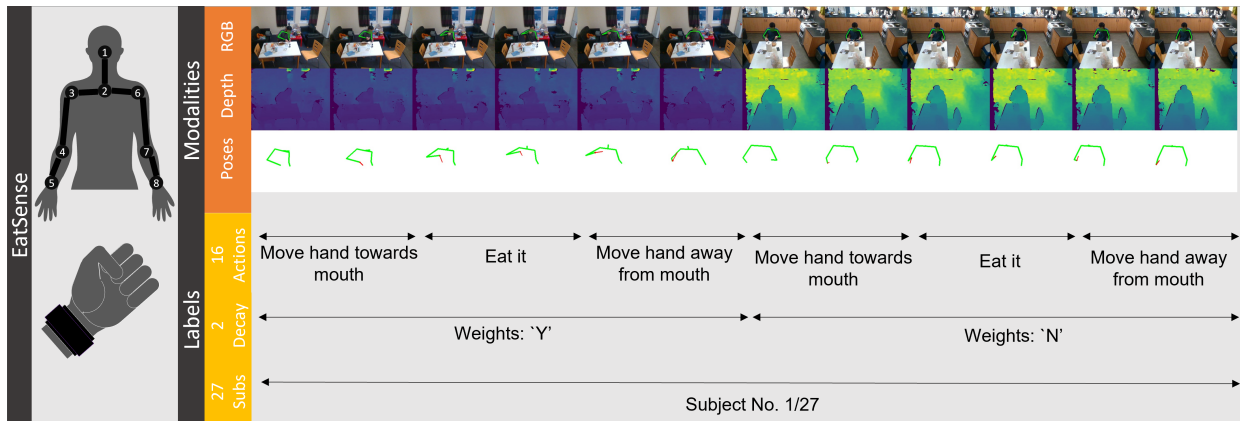 EatSense
1
2
3
6
4
7
5
8
Modalities
RGB
Depth
Poses
Labels
16
Actions
Move hand towards
mouth
Eat it
Move hand away
from mouth
Move hand towards
mouth
Eat it
Move hand away
from mouth
2
Decay
Weights: `Y’
Weights: `N’
27
Subs
Subject No. 1/27